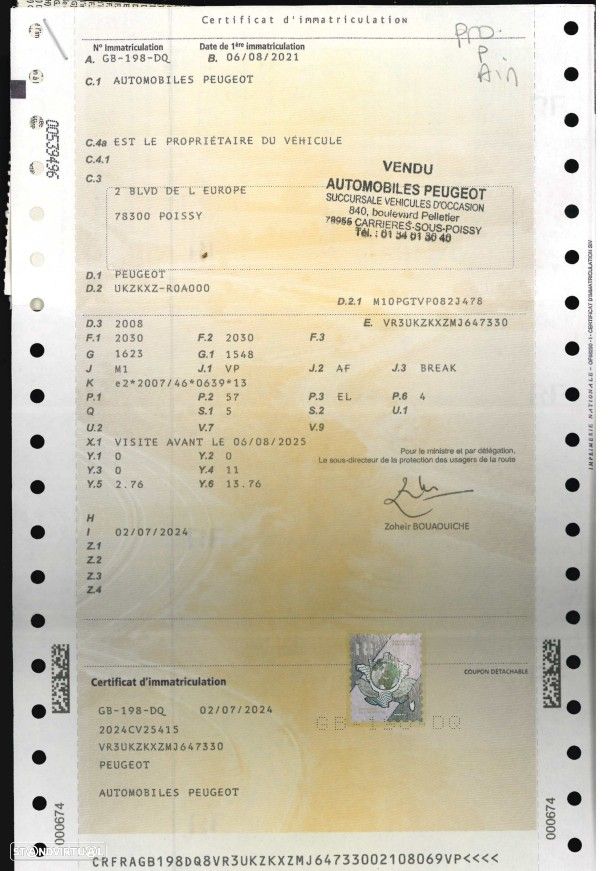 Certificat d'immatriculation
N° Immatriculation Date de 1ère immatriculation
A. GB-198-DQ B. 06/08/2021
C.1 AUTOMOBILES PEUGEOT
PRO.
P
Ain
00539496
C.4a EST LE PROPRIÉTAIRE DU VÉHICULE
C.4.1
C.3
2 BLVD DE L EUROPE
78300 POISSY
VENDU
AUTOMOBILES PEUGEOT
SUCCURSALE VEHICULES D'OCCASION
840, boulevard Pelletier
78955 CARRIERES-SOUS-POISSY
Tél. : 01 34 01 30 40
D.1 PEUGEOT
D.2 UKZKXZ-R0A000
D.2.1 M10PGTVP082J478
D.3 2008 E. VR3UKZKXZMJ647330
F.1 2030 F.2 2030 F.3
G 1623 G.1 1548
J M1 J.1 VP J.2 AF J.3 BREAK
K e2*2007/46*0639*13
P.1 P.2 57 P.3 EL P.6 4
Q S.1 5 S.2 U.1
U.2 V.7 V.9
X.1 VISITE AVANT LE 06/08/2025
Y.1 0 Y.2 0
Y.3 0 Y.4 11
Y.5 2.76 Y.6 13.76
Pour le ministre et par délégation,
Le sous-directeur de la protection des usagers de la route
Zoheir BOUAOUICHE
H
I 02/07/2024
Z.1
Z.2
Z.3
Z.4
COUPON DÉTACHABLE
Certificat d'immatriculation
GB-198-DQ 02/07/2024
2024CV25415
GB-198-DQ
VR3UKZKXZMJ647330
PEUGEOT
AUTOMOBILES PEUGEOT
000674
000674
STANDVIRTUAL
CRFRAGB198DQ8VR3UKZKXZMJ64733002108069VP<<<<